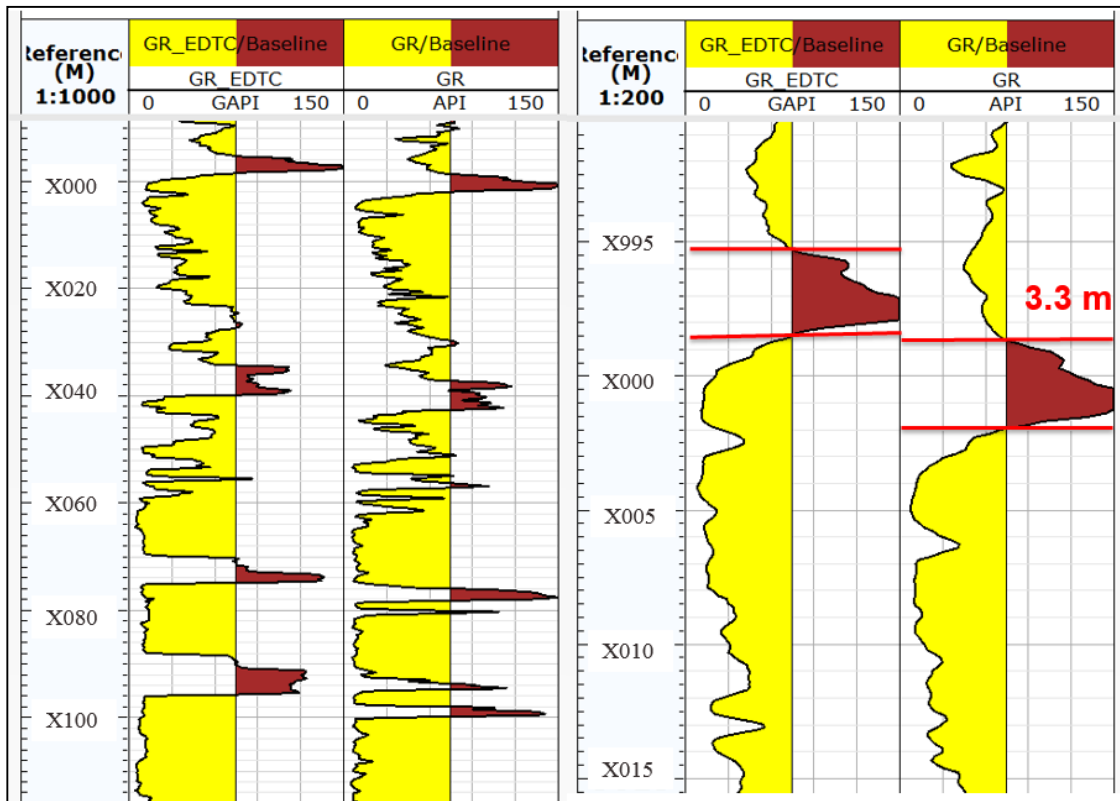 GR_EDTC/Baseline GR/Baseline
Referenc
(M)
1:1000
GR_EDTC GR
0 GAPI 150 0 API 150
X000
X020
X040
X060
X080
X100
GR_EDTC/Baseline GR/Baseline
Referenc
(M)
1:200
GR_EDTC GR
0 GAPI 150 0 API 150
X995
3.3 m
X000
X005
X010
X015